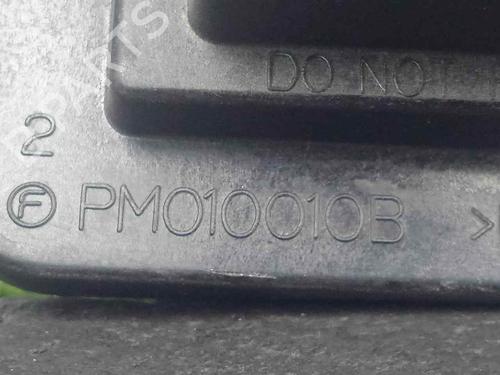 DO NOT
2
Ⓕ PM010010B >